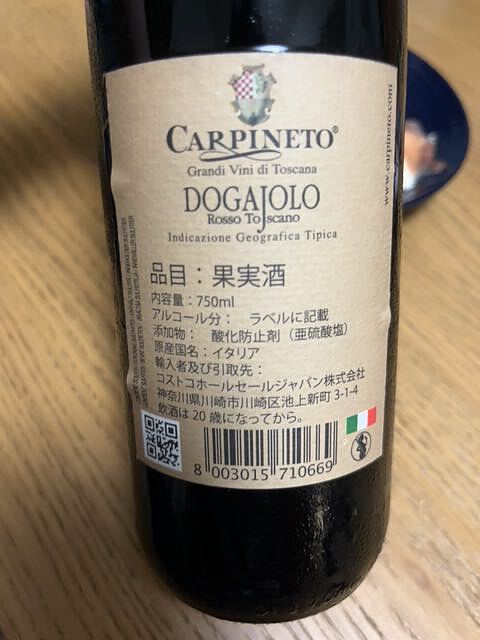 CARPINETO®
Grandi Vini di Toscana
DOGAJOLO
Rosso Toscano
Indicazione Geografica Tipica
品目：果実酒
内容量：750ml
アルコール分： ラベルに記載
添加物： 酸化防止剤（亜硫酸塩）
原産国名：イタリア
輸入者及び引取先：
コストコホールセールジャパン株式会社
神奈川県川崎市川崎区池上新町 3-1-4
飲酒は 20 歳になってから。
8 003015 710669
www.carpineto.com